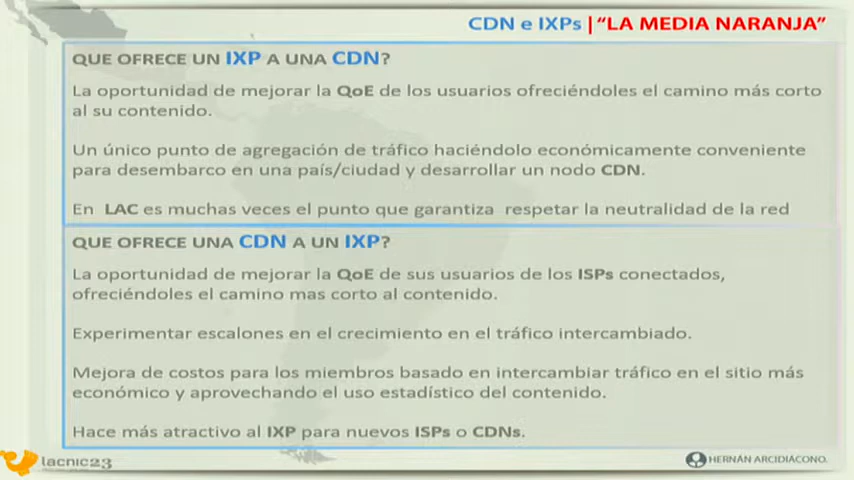 CDN e IXPs | "LA MEDIA NARANJA"
QUE OFRECE UN IXP A UNA CDN?
La oportunidad de mejorar la QoE de los usuarios ofreciéndoles el camino más corto
al su contenido.
Un único punto de agregación de tráfico haciéndolo económicamente conveniente
para desembarco en una país/ciudad y desarrollar un nodo CDN.
En LAC es muchas veces el punto que garantiza respetar la neutralidad de la red
QUE OFRECE UNA CDN A UN IXP?
La oportunidad de mejorar la QoE de sus usuarios de los ISPs conectados,
ofreciéndoles el camino mas corto al contenido.
Experimentar escalones en el crecimiento en el tráfico intercambiado.
Mejora de costos para los miembros basado en intercambiar tráfico en el sitio más
económico y aprovechando el uso estadístico del contenido.
Hace más atractivo al IXP para nuevos ISPs o CDNs.
lacnic23
HERNÁN ARCIDIÁCONO.